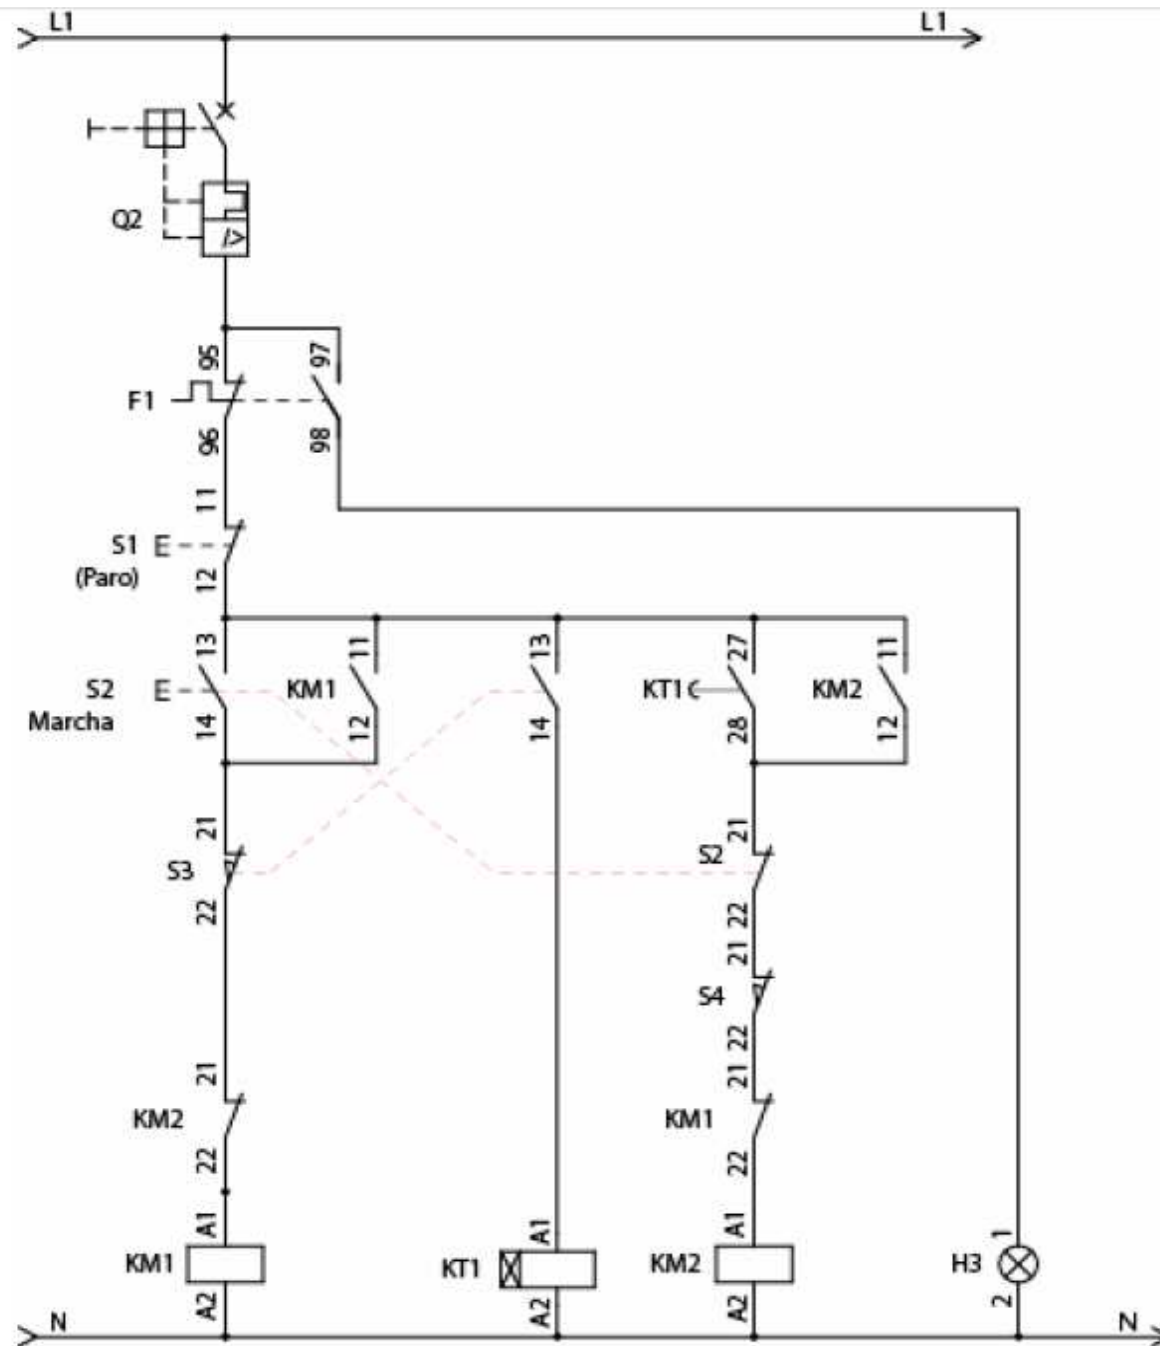 L1 L1
Q2
95 97
F1
96 98
11
S1
(Paro)
12
13 11 13 27 11
S2 KM1 KT1 KM2
Marcha
14 12 14 28 12
21 21
S3 S2
22 22
21
S4
22
21 21
KM2 KM1
22 22
A1 A1 A1 1
KM1 KT1 KM2 H3
A2 A2 A2 2
N N